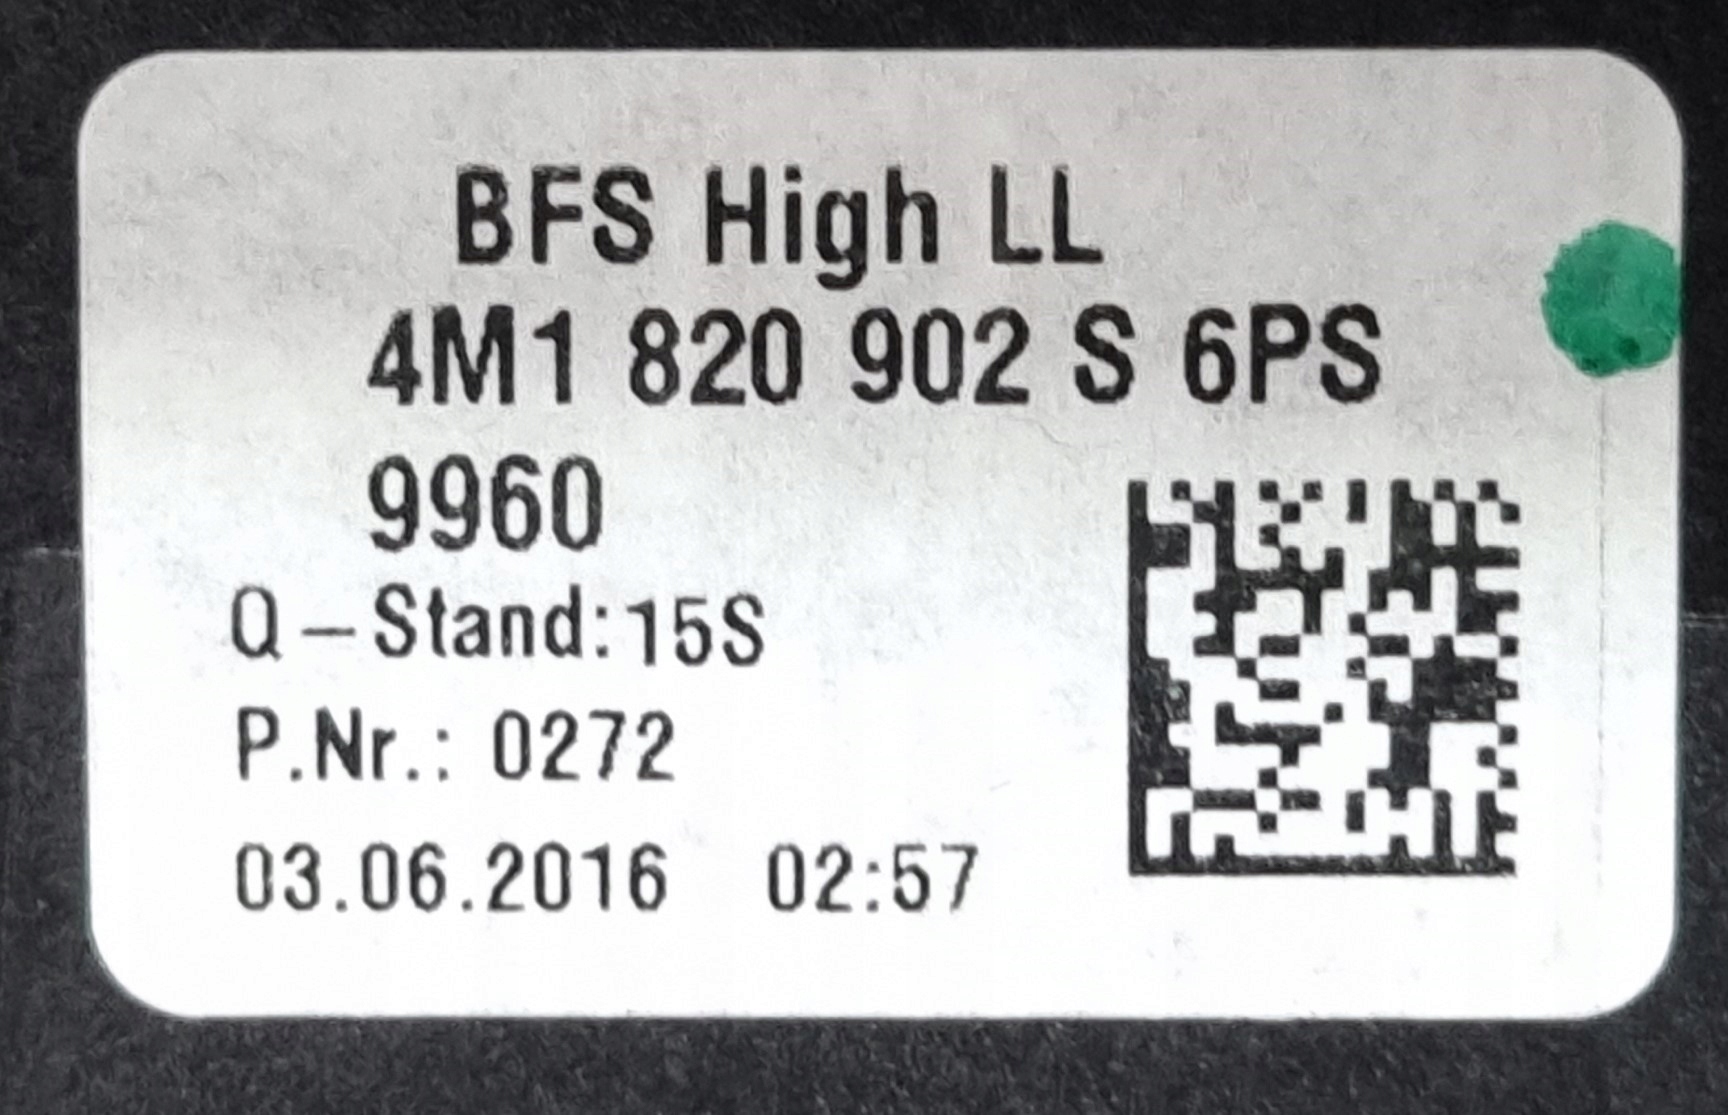 BFS High LL
4M1 820 902 S 6PS
9960
Q-Stand:15S
P.Nr.: 0272
03.06.2016 02:57